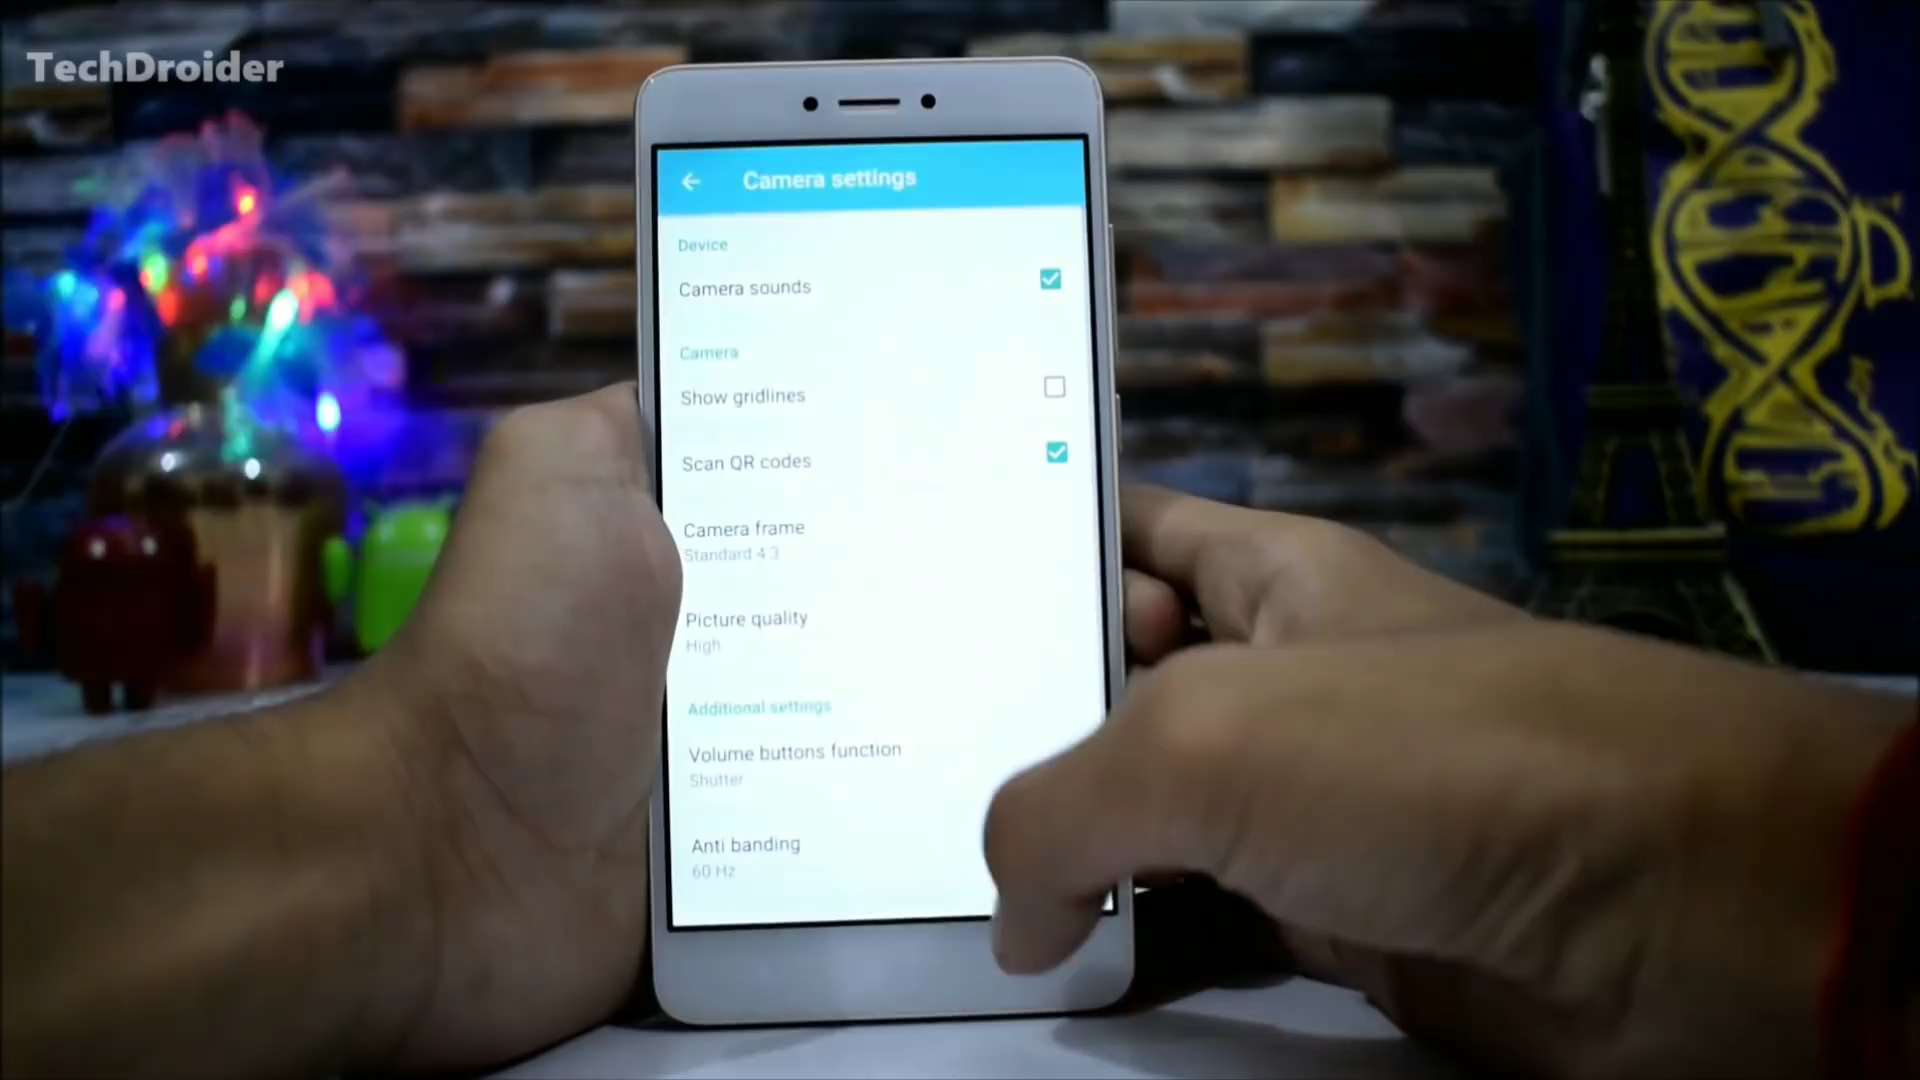 TechDroider
Camera settings
Device
Camera sounds
Camera
Show gridlines
Scan QR codes
Camera frame
Standard 4:3
Picture quality
High
Additional settings
Volume buttons function
Shutter
Anti banding
60 Hz